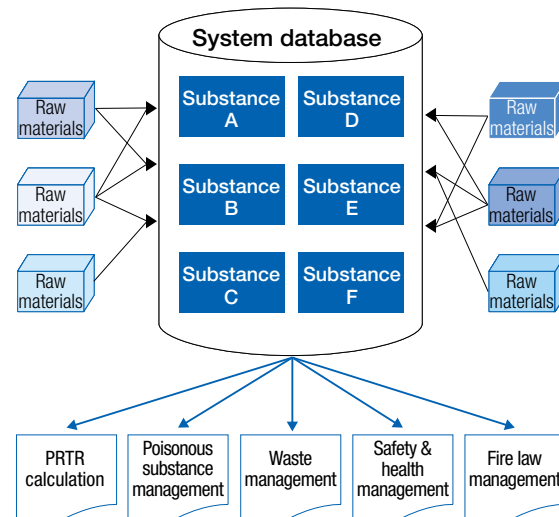 System database
Raw
materials
Raw
materials
Raw
materials
Substance
A
Substance
D
Substance
B
Substance
E
Substance
C
Substance
F
Raw
materials
Raw
materials
Raw
materials
PRTR
calculation
Poisonous
substance
management
Waste
management
Safety &
health
management
Fire law
management